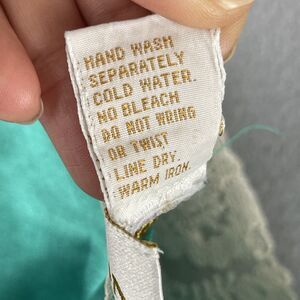 HAND WASH
SEPARATELY
COLD WATER.
NO BLEACH
DO NOT WRING
OR TWIST
LINE DRY.
WARM IRON.